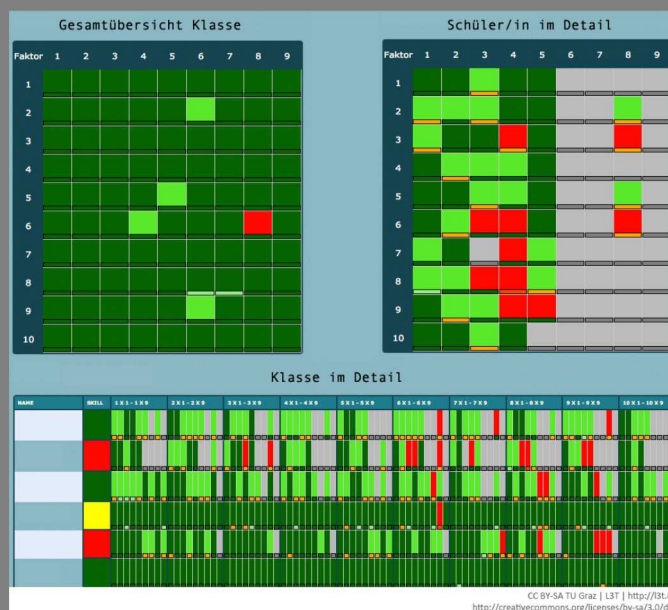 Gesamtübersicht Klasse
Faktor 1 2 3 4 5 6 7 8 9
1
2
3
4
5
6
7
8
9
10
Schüler/in im Detail
Faktor 1 2 3 4 5 6 7 8 9
1
2
3
4
5
6
7
8
9
10
Klasse im Detail
NAME SKILL 1X1-1X9 2X1-2X9 3X1-3X9 4X1-4X9 5X1-5X9 6X1-6X9 7X1-7X9 8X1-8X9 9X1-9X9 10X1-10X9
CC BY-SA TU Graz | L3T | http://l3t.
http://creativecommons.org/licenses/by-sa/3.0/d